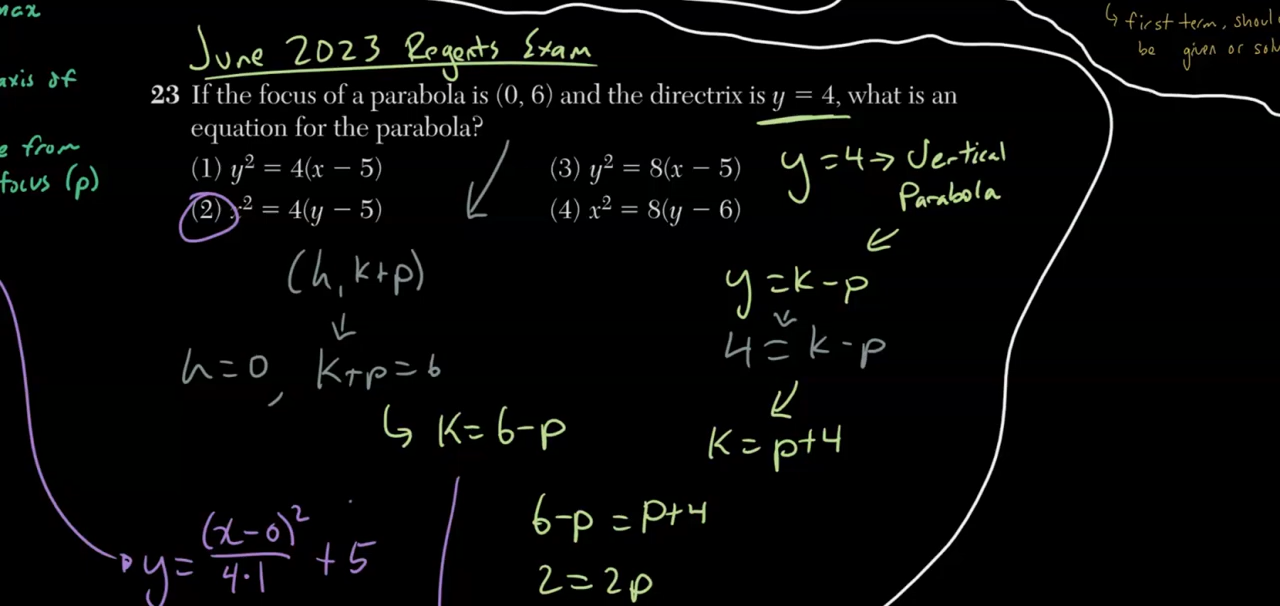 max
axis of
e from
focus (p)
↳ first term, shoul
be given or sol
June 2023 Regents Exam
23 If the focus of a parabola is (0, 6) and the directrix is y = 4, what is an
equation for the parabola?
(1) y² = 4(x − 5)
(3) y² = 8(x − 5)
(2) x² = 4(y − 5)
(4) x² = 8(y − 6)
y = 4 → Vertical
Parabola
(h, k+p)
h = 0, k+p = 6
↳ k = 6-p
y = k-p
4 = k-p
k = p+4
6-p = p+4
2 = 2p
y = (x-0)²/4·1 + 5